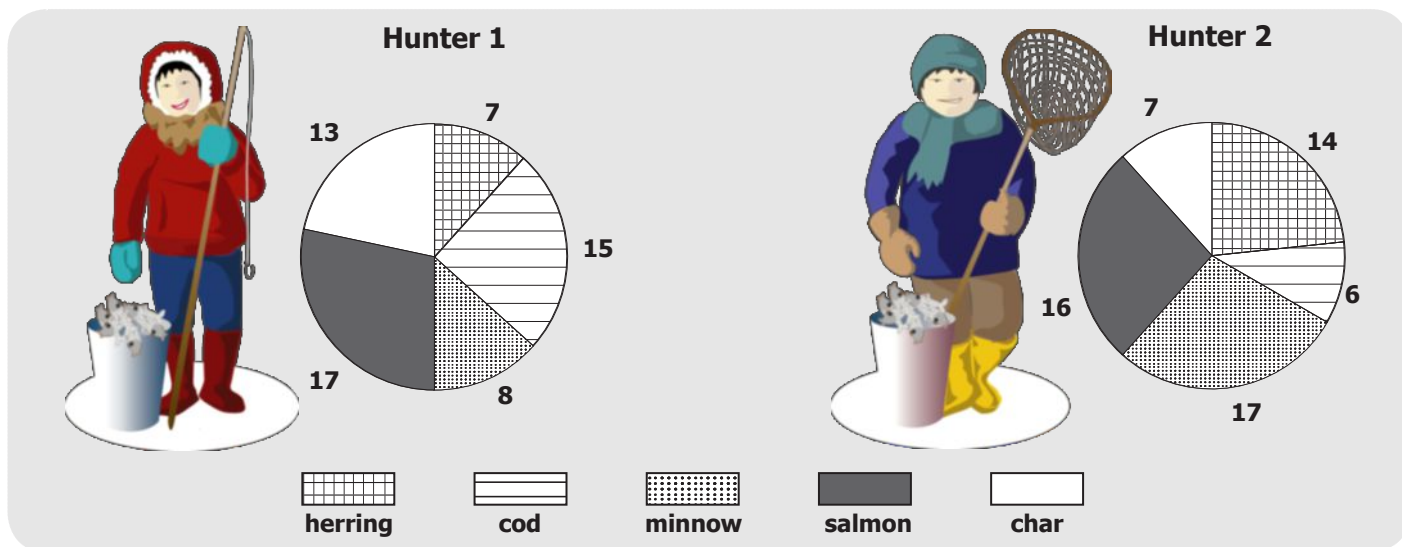 Hunter 1
7
13
15
17
8
Hunter 2
7
14
6
16
17
herring
cod
minnow
salmon
char